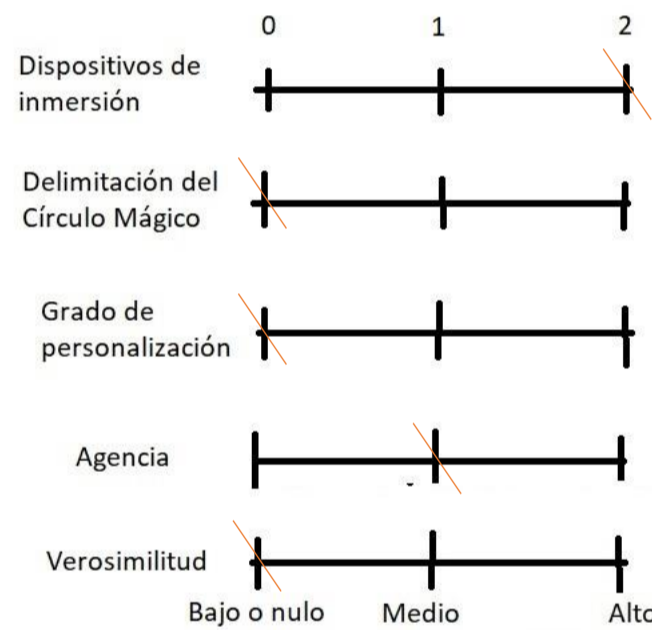 0 1 2
Dispositivos de
inmersión
Delimitación del
Círculo Mágico
Grado de
personalización
Agencia
Verosimilitud
Bajo o nulo Medio Alto